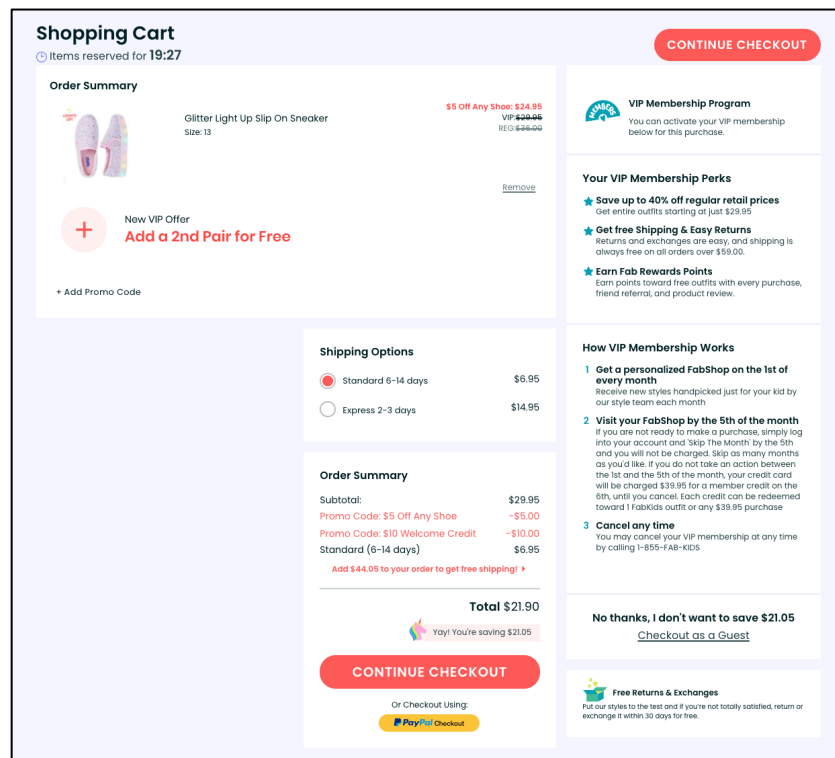 Shopping Cart
Items reserved for 19:27
CONTINUE CHECKOUT
Order Summary
Glitter Light Up Slip On Sneaker
Size: 13
$5 Off Any Shoe: $24.95
VIP:$29.95
REG:$36.00
Remove
New VIP Offer
Add a 2nd Pair for Free
+ Add Promo Code
Shipping Options
Standard 6-14 days $6.95
Express 2-3 days $14.95
Order Summary
Subtotal: $29.95
Promo Code: $5 Off Any Shoe -$5.00
Promo Code: $10 Welcome Credit -$10.00
Standard (6-14 days) $6.95
Add $44.05 to your order to get free shipping!
Total $21.90
Yay! You're saving $21.05
CONTINUE CHECKOUT
Or Checkout Using:
PayPal Checkout
MEMBERS
VIP Membership Program
You can activate your VIP membership
below for this purchase.
Your VIP Membership Perks
Save up to 40% off regular retail prices
Get entire outfits starting at just $29.95
Get free Shipping & Easy Returns
Returns and exchanges are easy, and shipping is
always free on all orders over $59.00.
Earn Fab Rewards Points
Earn points toward free outfits with every purchase,
friend referral, and product review.
How VIP Membership Works
1 Get a personalized FabShop on the 1st of
every month
Receive new styles handpicked just for your kid by
our style team each month
2 Visit your FabShop by the 5th of the month
If you are not ready to make a purchase, simply log
into your account and 'Skip The Month' by the 5th
and you will not be charged. Skip as many months
as you'd like. If you do not take an action between
the 1st and the 5th of the month, your credit card
will be charged $39.95 for a member credit on the
6th, until you cancel. Each credit can be redeemed
toward 1 FabKids outfit or any $39.95 purchase
3 Cancel any time
You may cancel your VIP membership at any time
by calling 1-855-FAB-KIDS
No thanks, I don't want to save $21.05
Checkout as a Guest
Free Returns & Exchanges
Put our styles to the test and if you're not totally satisfied, return or
exchange it within 30 days for free.